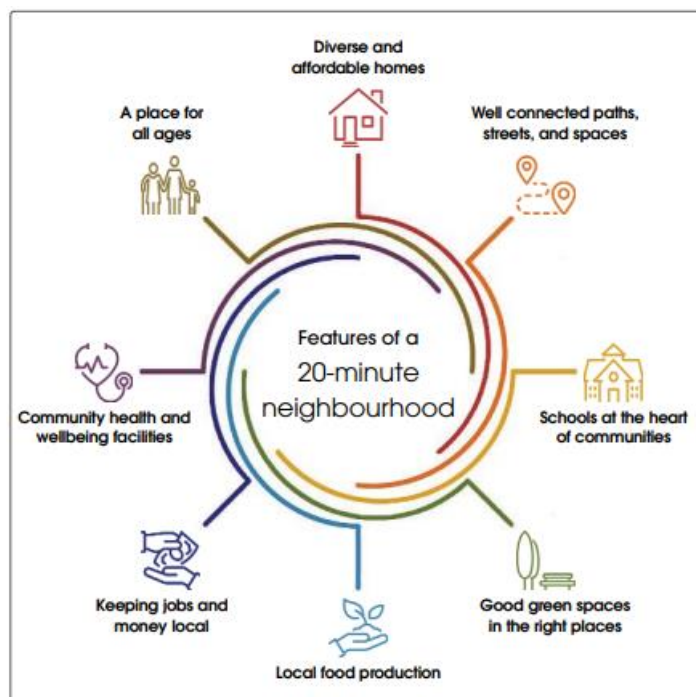 Diverse and
affordable homes
Well connected paths,
streets, and spaces
Schools at the heart
of communities
Good green spaces
in the right places
Local food production
Keeping jobs and
money local
Community health and
wellbeing facilities
A place for
all ages
Features of a
20-minute
neighbourhood